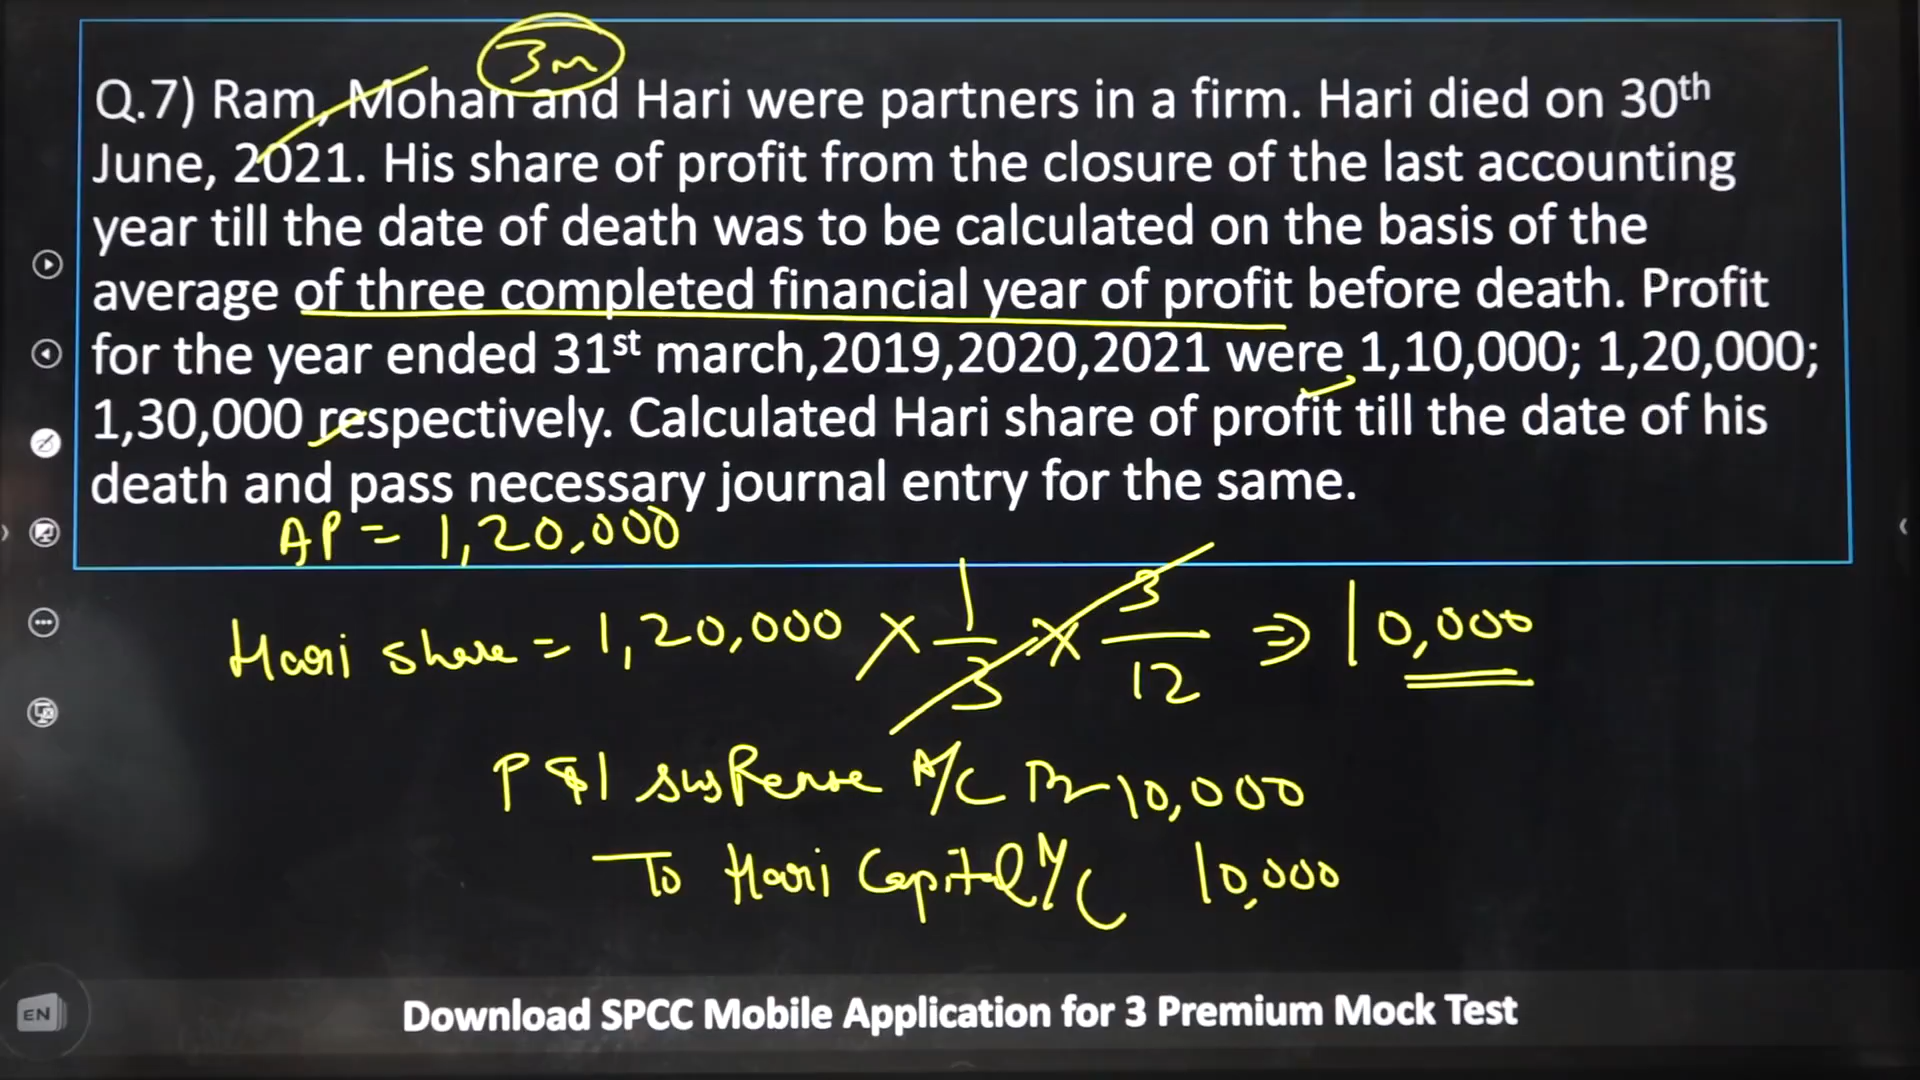 3m
Q.7) Ram, Mohan and Hari were partners in a firm. Hari died on 30th
June, 2021. His share of profit from the closure of the last accounting
year till the date of death was to be calculated on the basis of the
average of three completed financial year of profit before death. Profit
for the year ended 31st march,2019,2020,2021 were 1,10,000; 1,20,000;
1,30,000 respectively. Calculated Hari share of profit till the date of his
death and pass necessary journal entry for the same.
AP = 1,20,000
Hari share = 1,20,000 × 1/3 × 3/12 ⇒ 10,000
P&l suspense A/C Dr 10,000
To Hari Capital A/C 10,000
EN
Download SPCC Mobile Application for 3 Premium Mock Test